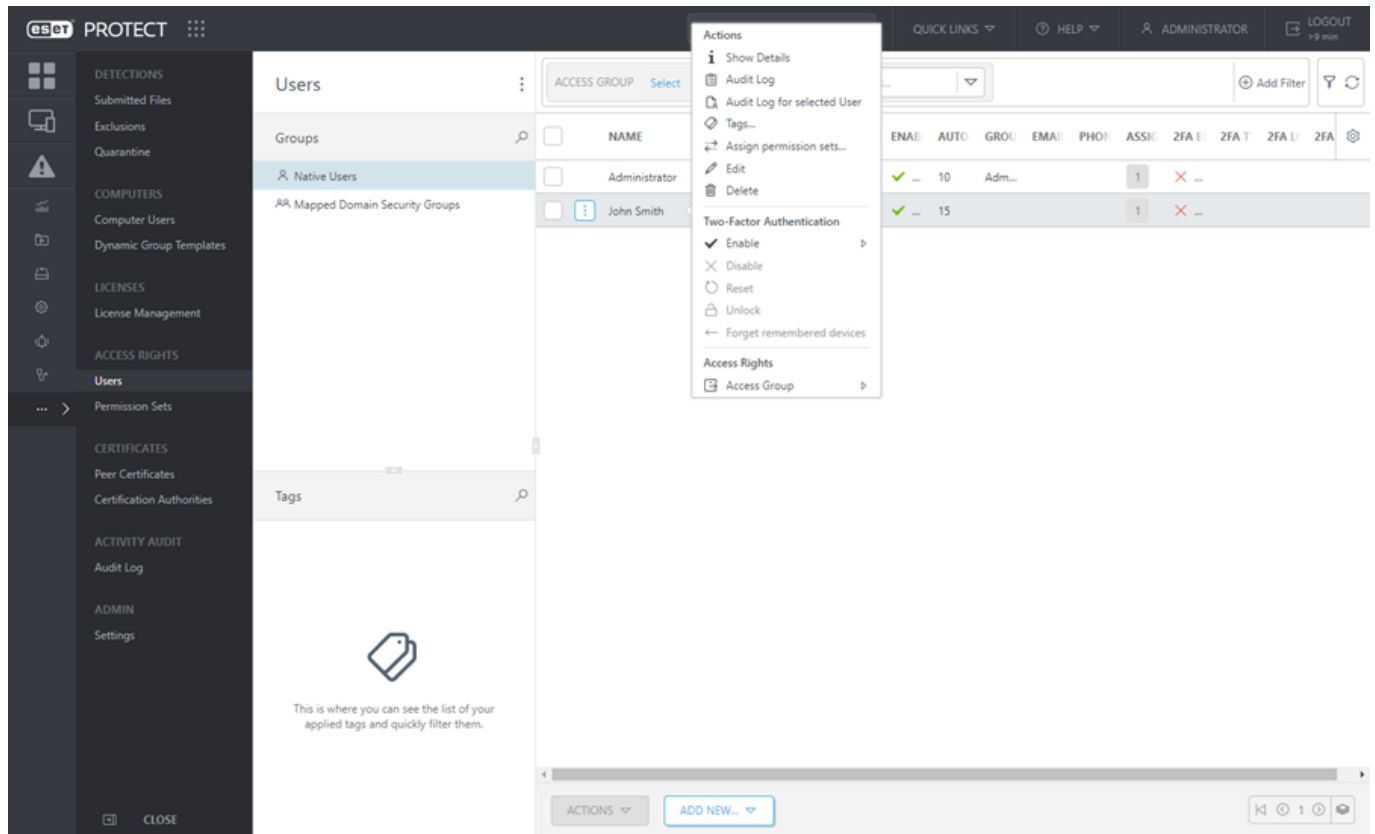 eset PROTECT
QUICK LINKS
HELP
ADMINISTRATOR
LOGOUT
>9 min
DETECTIONS
Submitted Files
Exclusions
Quarantine
COMPUTERS
Computer Users
Dynamic Group Templates
LICENSES
License Management
ACCESS RIGHTS
Users
Permission Sets
CERTIFICATES
Peer Certificates
Certification Authorities
ACTIVITY AUDIT
Audit Log
ADMIN
Settings
CLOSE
Users
Groups
Native Users
Mapped Domain Security Groups
Tags
This is where you can see the list of your
applied tags and quickly filter them.
ACCESS GROUP Select
Add Filter
NAME ENAB AUTO GROU EMAIL PHON ASSIG 2FA E 2FA T 2FA L 2FA
Administrator ... 10 Adm... 1 ...
John Smith ... 15 1 ...
Actions
Show Details
Audit Log
Audit Log for selected User
Tags...
Assign permission sets...
Edit
Delete
Two-Factor Authentication
Enable
Disable
Reset
Unlock
Forget remembered devices
Access Rights
Access Group
ACTIONS
ADD NEW...
1